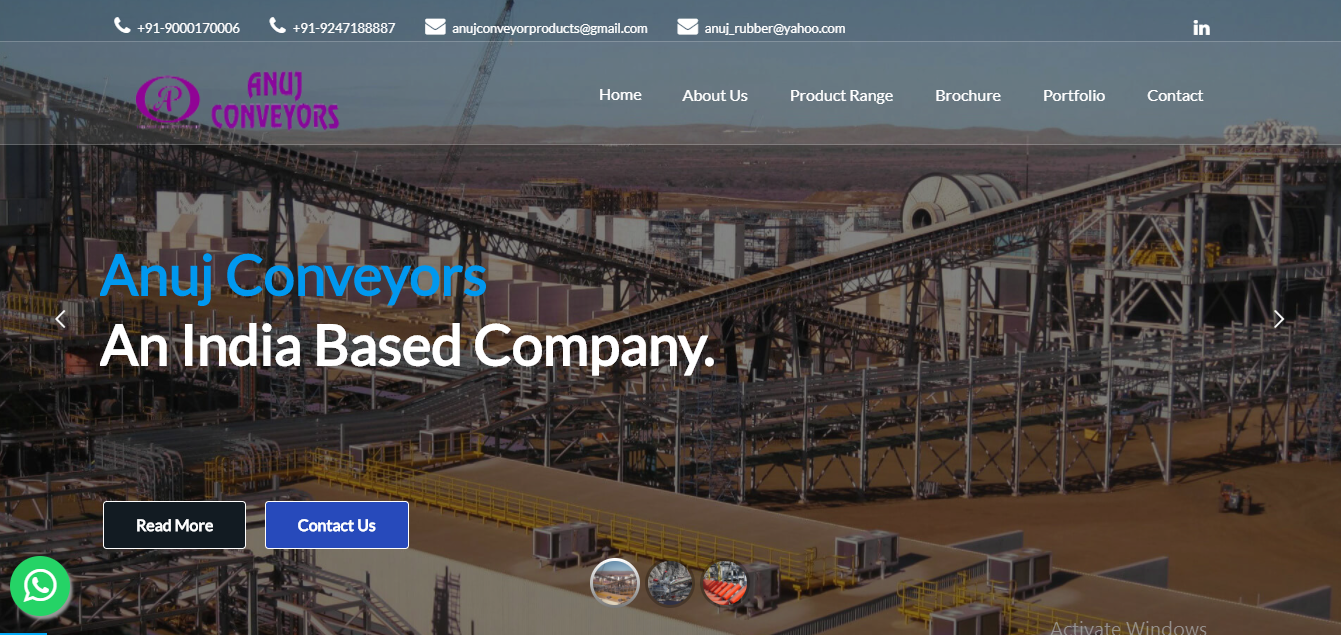 +91-9000170006 +91-9247188887 anujconveyorproducts@gmail.com anuj_rubber@yahoo.com in
ANUJ
CONVEYORS
Home About Us Product Range Brochure Portfolio Contact
Anuj Conveyors
An India Based Company.
Read More Contact Us
Activate Windows